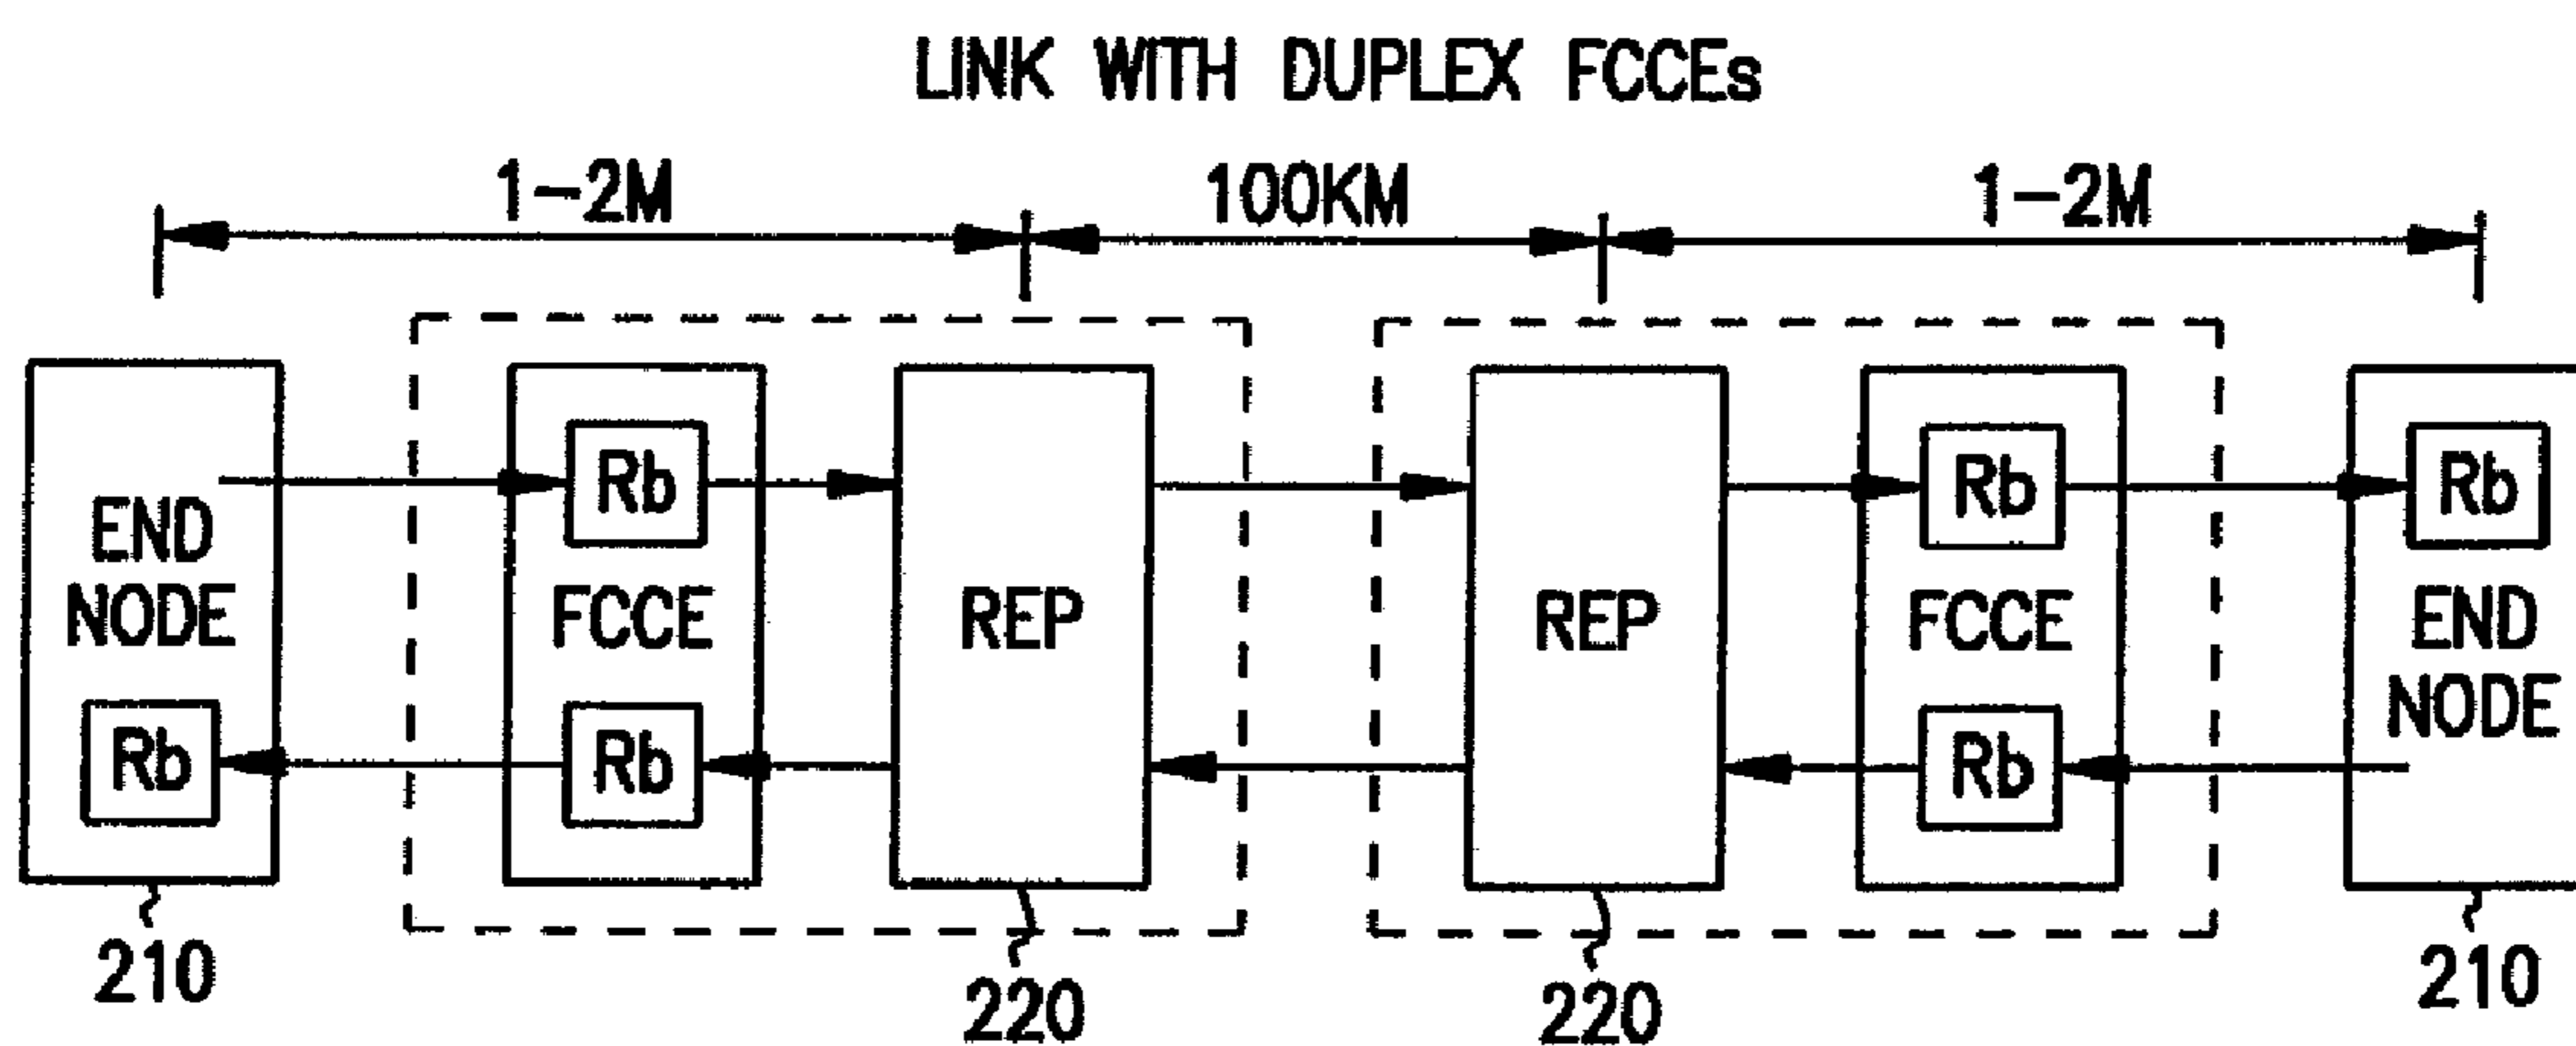 LINK WITH DUPLEX FCCEs
1-2M 100KM 1-2M
Rb Rb Rb
END
NODE
FCCE REP REP FCCE
END
NODE
Rb Rb Rb
210 220 220 210